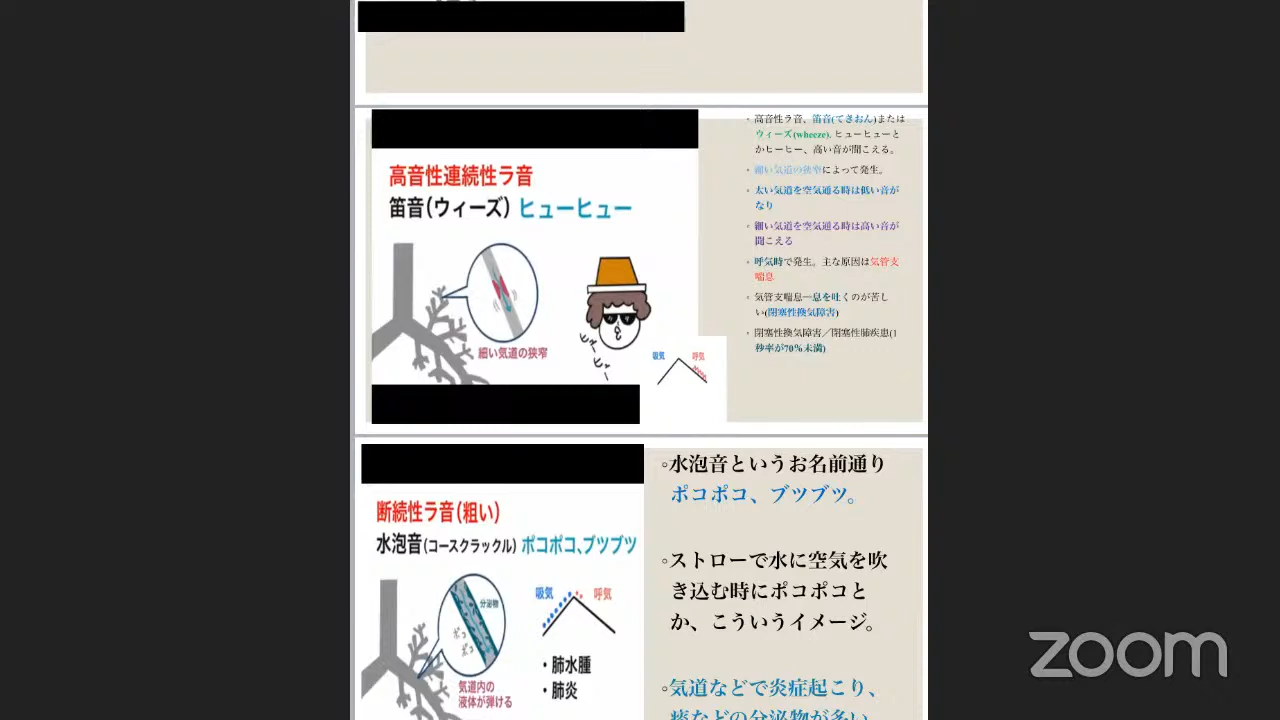 高音性連続性ラ音
笛音(ウィーズ) ヒューヒュー
細い気道の狭窄
ヒューヒュー
吸気 呼気
・高音性ラ音、笛音(てきおん)または
ウィーズ(wheeze). ヒューヒューと
かヒーヒー、高い音が聞こえる。
・細い気道の狭窄によって発生。
・太い気道を空気通る時は低い音が
なり
・細い気道を空気通る時は高い音が
聞こえる
・呼気時で発生。主な原因は気管支
喘息
・気管支喘息―息を吐くのが苦し
い(閉塞性換気障害)
・閉塞性換気障害／閉塞性肺疾患(1
秒率が70%未満)
断続性ラ音(粗い)
水泡音(コースクラックル) ポコポコ、ブツブツ
分泌物
ポコ
ポコ
気道内の
液体が弾ける
吸気 呼気
・肺水腫
・肺炎
◦水泡音というお名前通り
ポコポコ、ブツブツ。
◦ストローで水に空気を吹
き込む時にポコポコと
か、こういうイメージ。
◦気道などで炎症起こり、
痰などの分泌物が多い
zoom